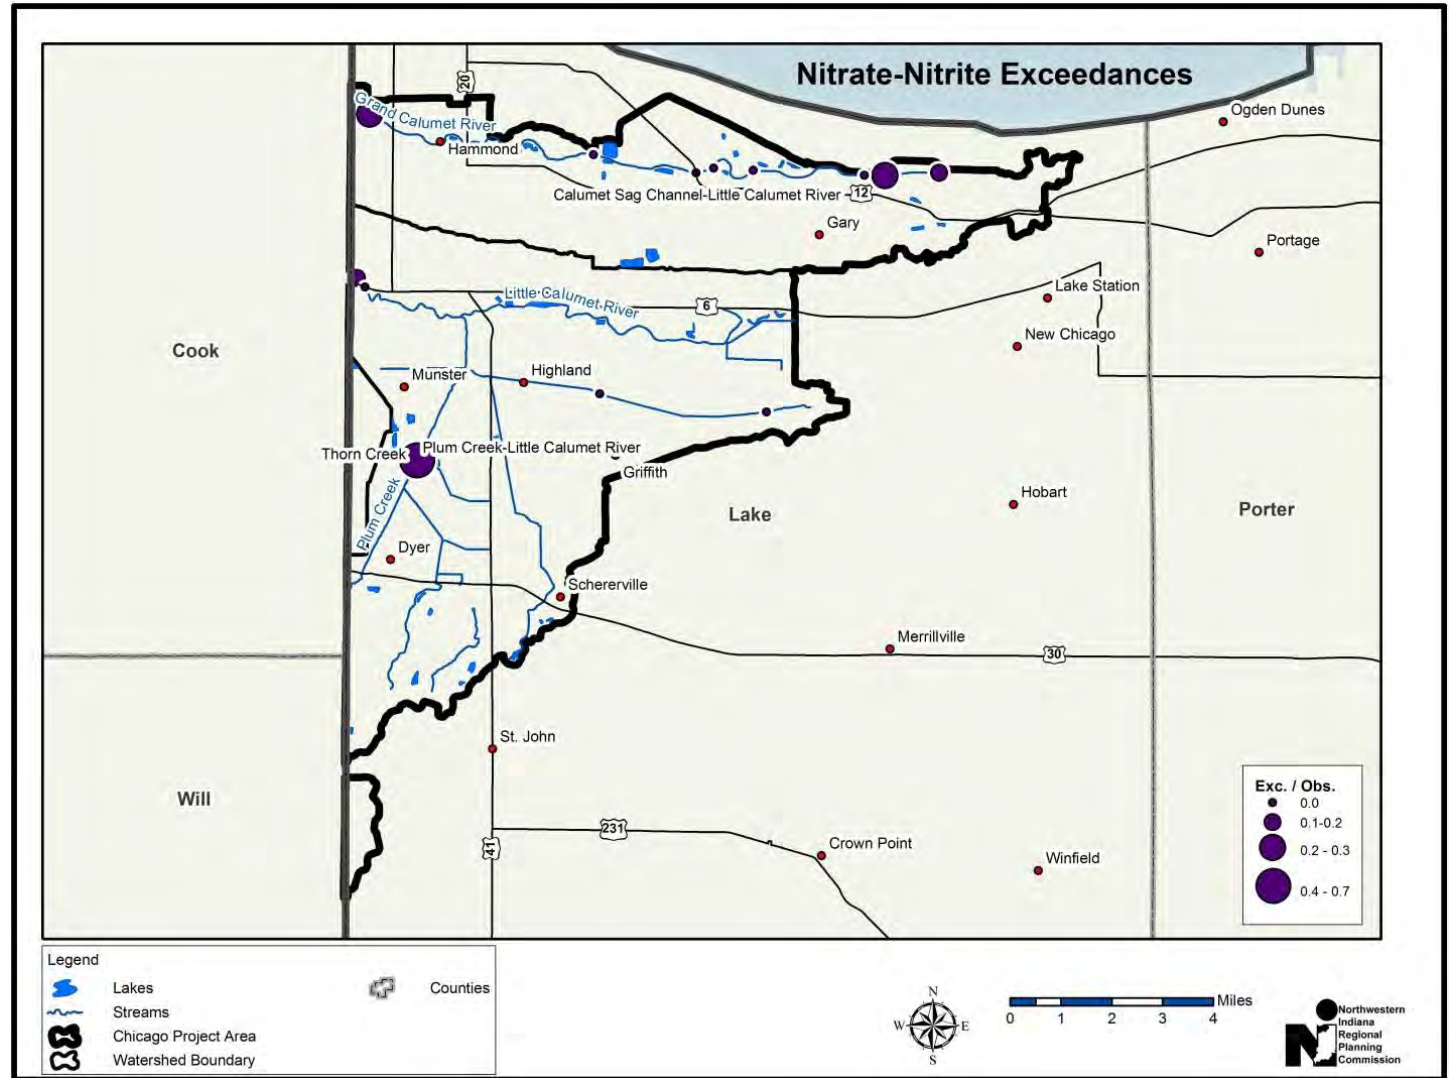 Nitrate-Nitrite Exceedances
20
Ogden Dunes
Grand Calumet River
Hammond
Calumet Sag Channel-Little Calumet River
12
Gary
Portage
Lake Station
Little Calumet River
6
New Chicago
Cook
Munster
Highland
Thorn Creek
Plum Creek-Little Calumet River
Griffith
Plum Creek
Hobart
Lake
Porter
Dyer
Schererville
Merrillville
30
St. John
Will
41
231
Crown Point
Winfield
Exc. / Obs.
0.0
0.1-0.2
0.2 - 0.3
0.4 - 0.7
Legend
Lakes
Counties
Streams
Chicago Project Area
Watershed Boundary
N
W
E
S
Miles
0 1 2 3 4
Northwestern
Indiana
Regional
Planning
Commission